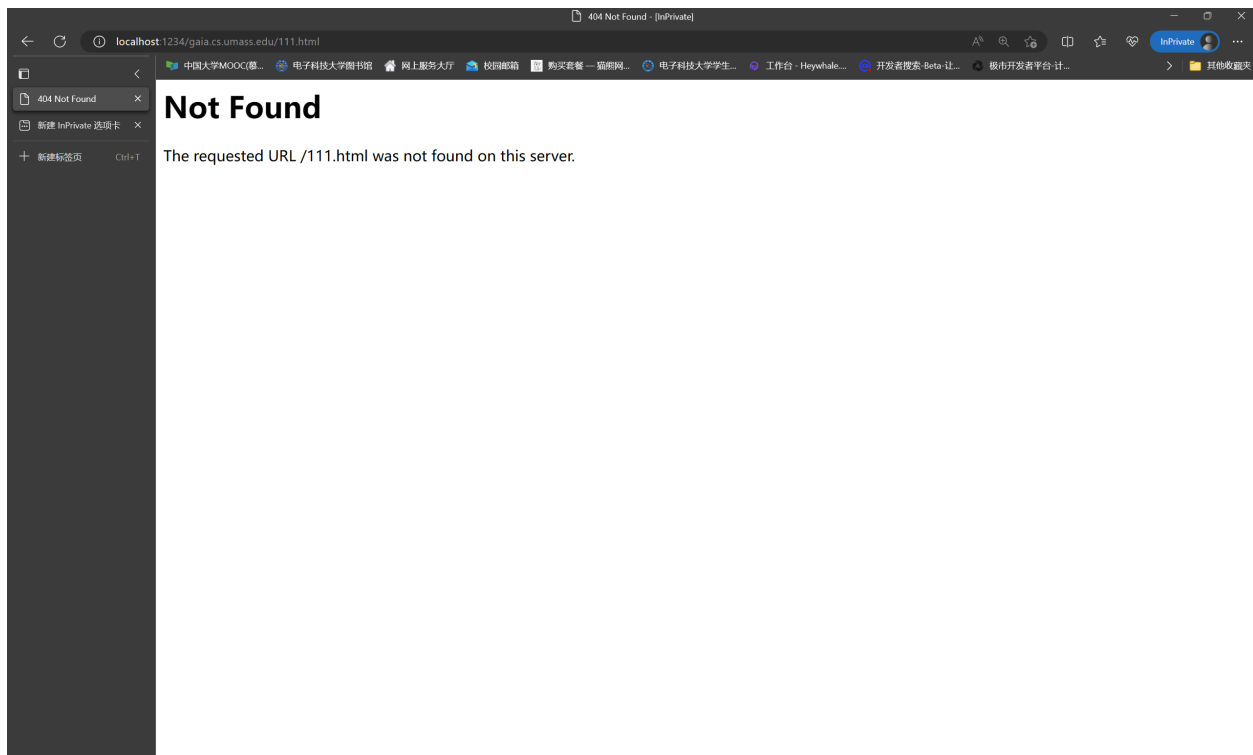 404 Not Found - [InPrivate]
localhost:1234/gaia.cs.umass.edu/111.html
InPrivate
中国大学MOOC(慕...
电子科技大学图书馆
网上服务大厅
校园邮箱
购买套餐 — 猫熊网...
电子科技大学学生...
工作台 - Heywhale....
开发者搜索-Beta-让...
极市开发者平台-计...
其他收藏夹
404 Not Found
新建 InPrivate 选项卡
新建标签页 Ctrl+T
Not Found
The requested URL /111.html was not found on this server.